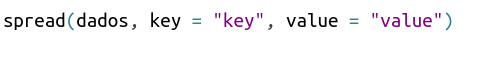 spread(dados, key = "key", value = "value")